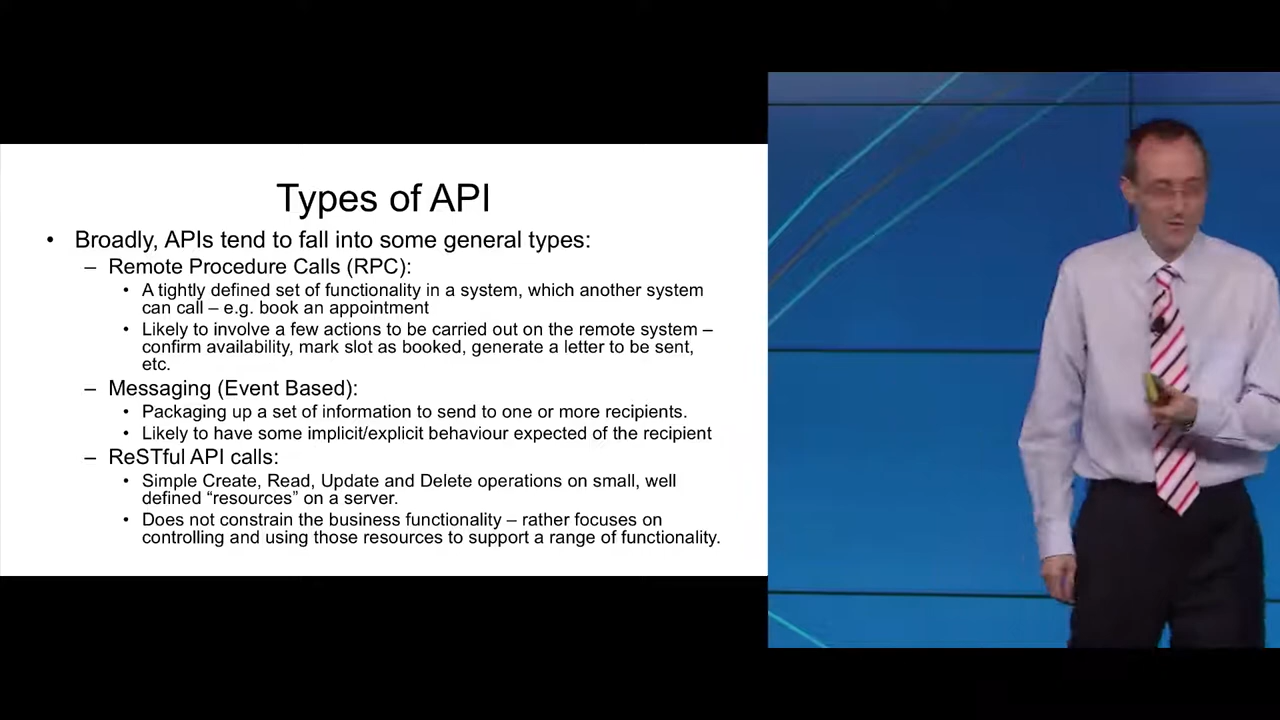 Types of API
• Broadly, APIs tend to fall into some general types:
– Remote Procedure Calls (RPC):
• A tightly defined set of functionality in a system, which another system
can call – e.g. book an appointment
• Likely to involve a few actions to be carried out on the remote system –
confirm availability, mark slot as booked, generate a letter to be sent,
etc.
– Messaging (Event Based):
• Packaging up a set of information to send to one or more recipients.
• Likely to have some implicit/explicit behaviour expected of the recipient
– ReSTful API calls:
• Simple Create, Read, Update and Delete operations on small, well
defined “resources” on a server.
• Does not constrain the business functionality – rather focuses on
controlling and using those resources to support a range of functionality.